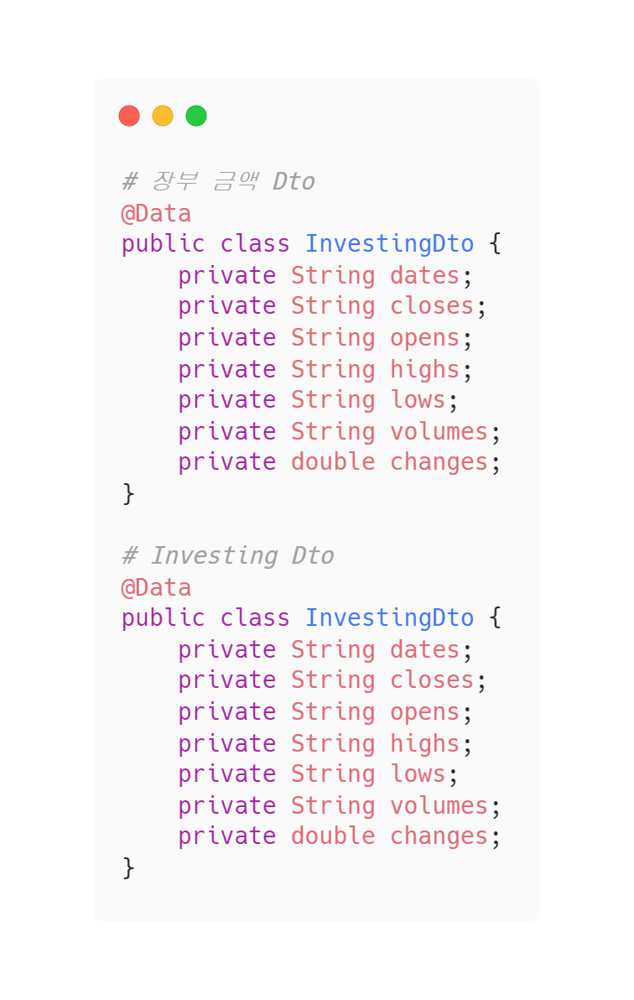 # 장부 금액 Dto
@Data
public class InvestingDto {
    private String dates;
    private String closes;
    private String opens;
    private String highs;
    private String lows;
    private String volumes;
    private double changes;
}

# Investing Dto
@Data
public class InvestingDto {
    private String dates;
    private String closes;
    private String opens;
    private String highs;
    private String lows;
    private String volumes;
    private double changes;
}